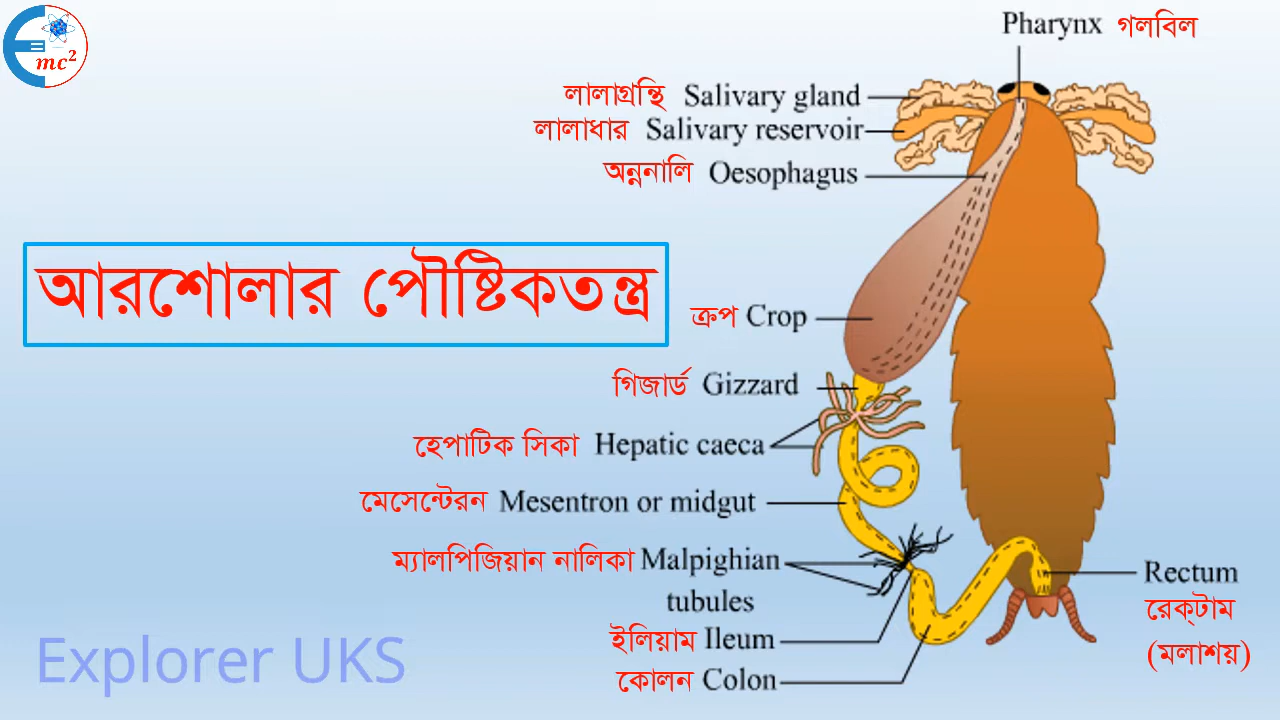 mc²
Pharynx গলবিল
লালাগ্রন্থি Salivary gland
লালাধার Salivary reservoir
অন্ননালি Oesophagus
আরশোলার পৌষ্টিকতন্ত্র
ক্রপ Crop
গিজার্ড Gizzard
হেপাটিক সিকা Hepatic caeca
মেসেন্টেরন Mesentron or midgut
ম্যালপিজিয়ান নালিকা Malpighian
tubules
Rectum
রেক্‌টাম
(মলাশয়)
ইলিয়াম Ileum
কোলন Colon
Explorer UKS